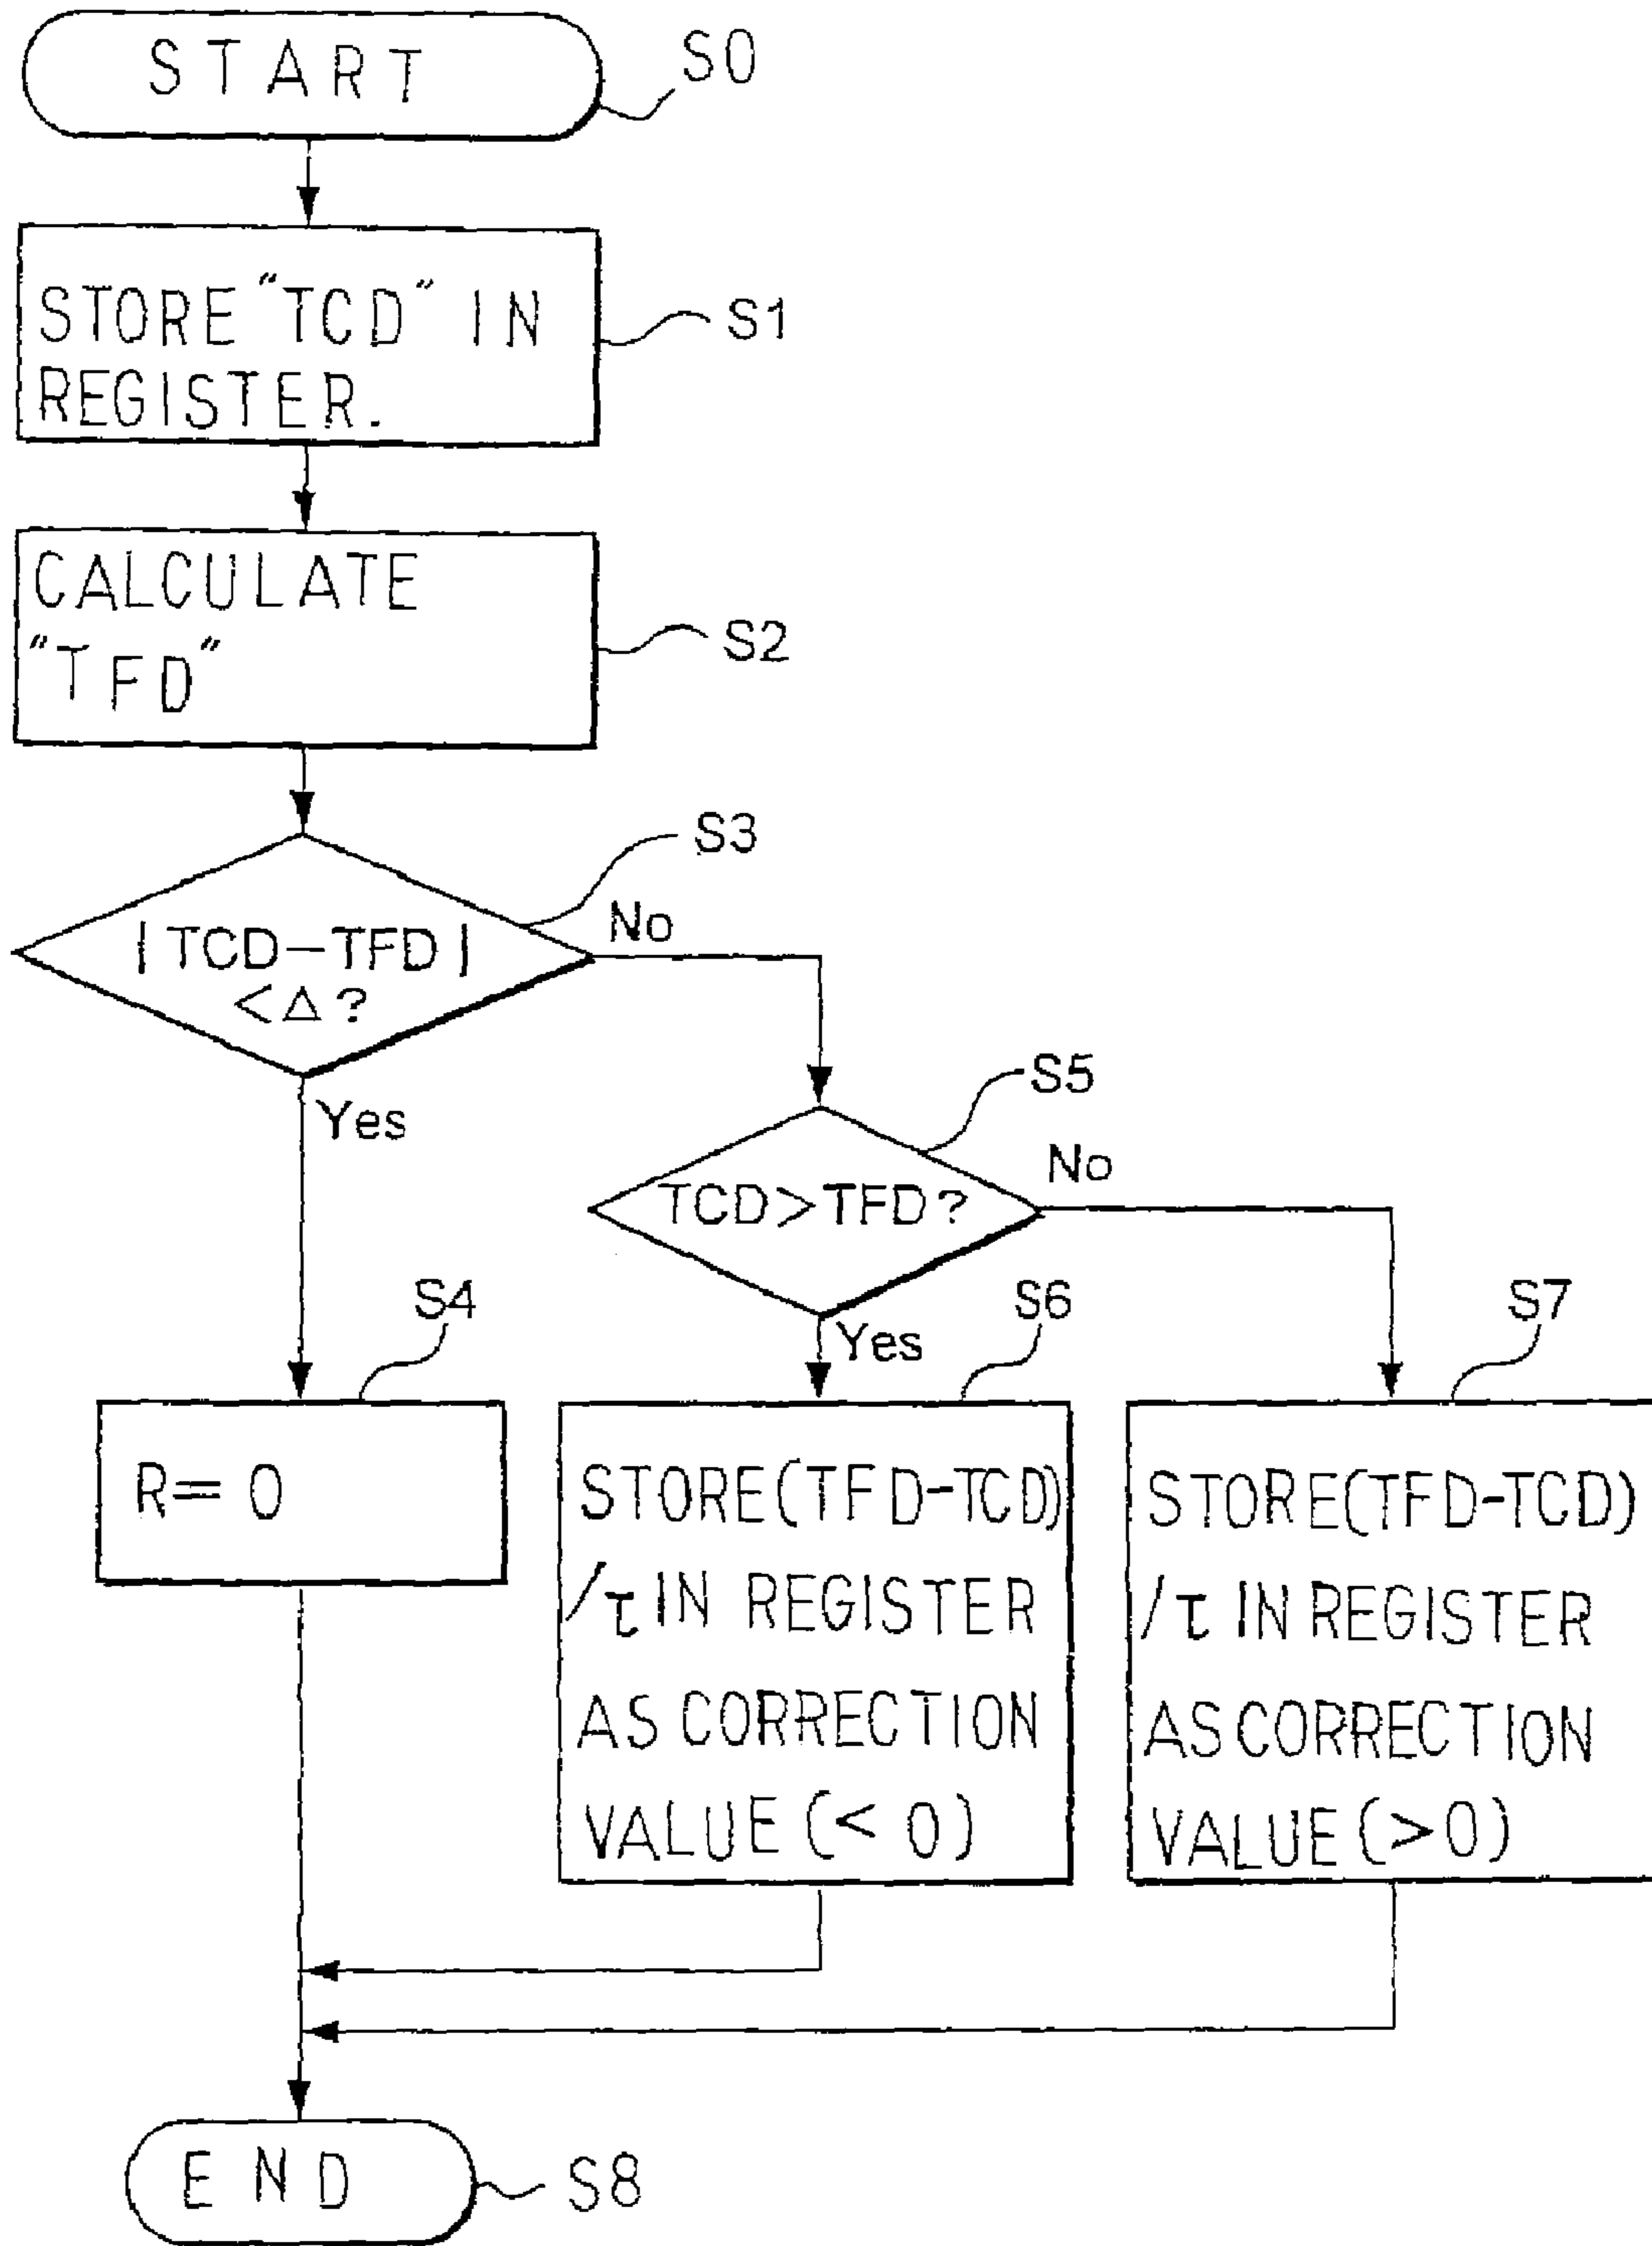 START
S0
STORE "TCD" IN
REGISTER.
S1
CALCULATE
"TFD"
S2
S3
|TCD−TFD|
<Δ?
No
Yes
S5
TCD>TFD?
No
Yes
S4
R=0
S6
STORE(TFD-TCD)
/τ IN REGISTER
AS CORRECTION
VALUE (<0)
S7
STORE(TFD-TCD)
/τ IN REGISTER
AS CORRECTION
VALUE (>0)
END
S8